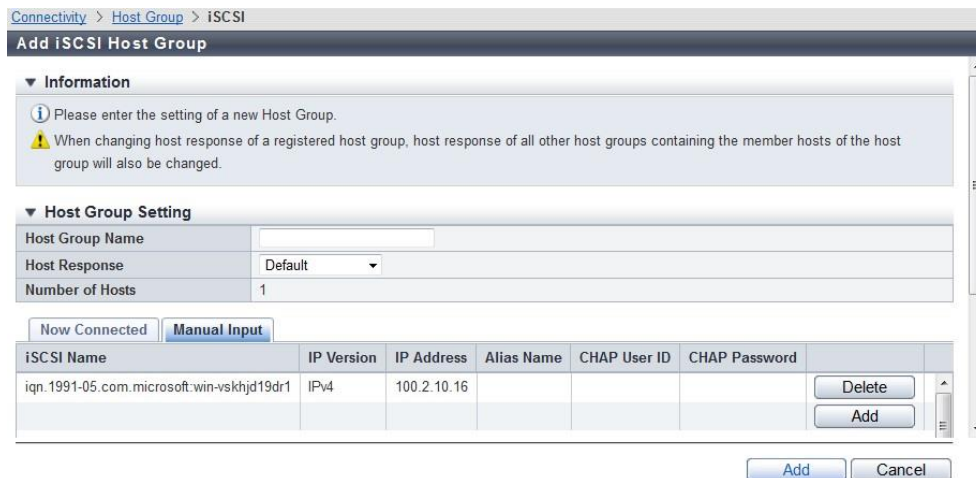 Connectivity > Host Group > iSCSI
Add iSCSI Host Group
Information
Please enter the setting of a new Host Group.
When changing host response of a registered host group, host response of all other host groups containing the member hosts of the host
group will also be changed.
Host Group Setting
Host Group Name
Host Response Default
Number of Hosts 1
Now Connected Manual Input
iSCSI Name IP Version IP Address Alias Name CHAP User ID CHAP Password
iqn.1991-05.com.microsoft:win-vskhjd19dr1 IPv4 100.2.10.16 Delete
Add
Add Cancel